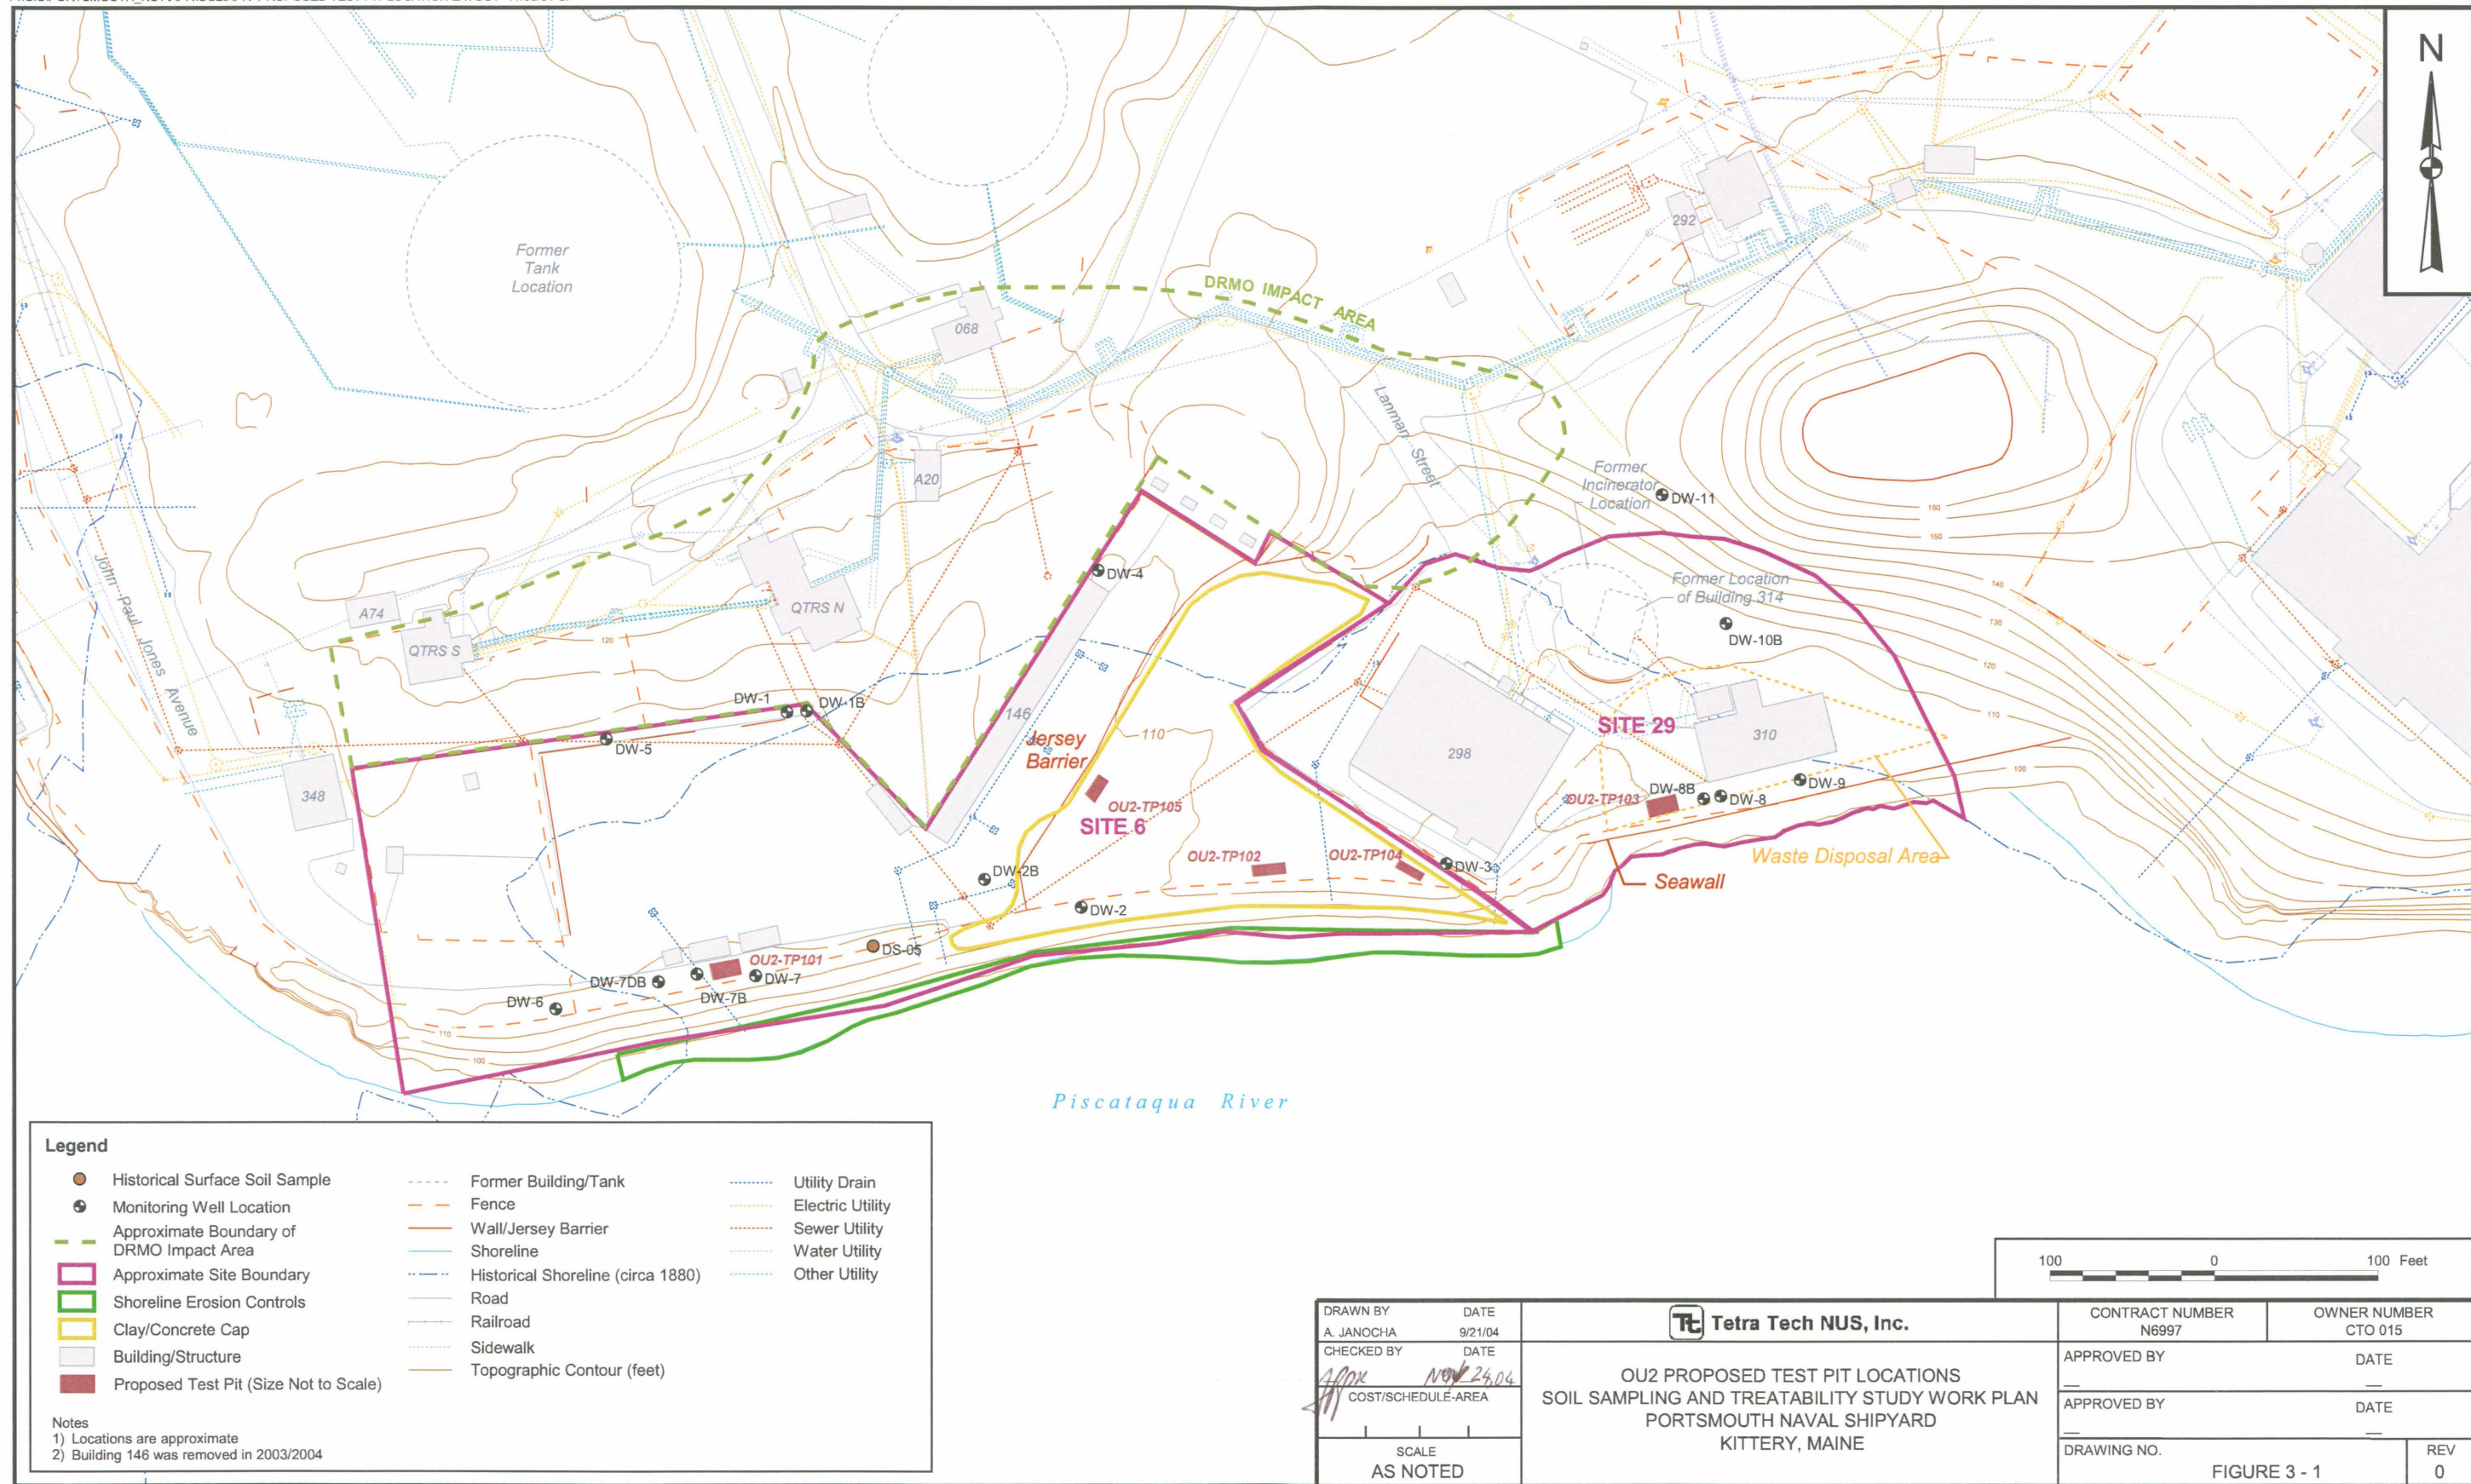 N
Former
Tank
Location
068
DRMO IMPACT AREA
292
Lanman Street
A20
Former
Incinerator
Location
DW-11
160
150
140
130
120
110
100
John Paul Jones Avenue
A74
QTRS S
120
QTRS N
DW-4
Former Location
of Building 314
DW-10B
DW-1
DW-1B
DW-5
146
Jersey
Barrier
110
SITE 29
310
298
348
OU2-TP105
SITE 6
OU2-TP103
DW-8B
DW-8
DW-9
OU2-TP102
OU2-TP104
DW-3
Waste Disposal Area
Seawall
DW-2B
DW-2
DS-05
OU2-TP101
DW-7DB
DW-7B
DW-7
DW-6
110
100
Piscataqua River
Legend
Historical Surface Soil Sample
Monitoring Well Location
Approximate Boundary of
DRMO Impact Area
Approximate Site Boundary
Shoreline Erosion Controls
Clay/Concrete Cap
Building/Structure
Proposed Test Pit (Size Not to Scale)
Former Building/Tank
Fence
Wall/Jersey Barrier
Shoreline
Historical Shoreline (circa 1880)
Road
Railroad
Sidewalk
Topographic Contour (feet)
Utility Drain
Electric Utility
Sewer Utility
Water Utility
Other Utility
Notes
1) Locations are approximate
2) Building 146 was removed in 2003/2004
100 0 100 Feet
DRAWN BY DATE
A. JANOCHA 9/21/04
CHECKED BY DATE
Nov 24,04
COST/SCHEDULE-AREA
SCALE
AS NOTED
Tt Tetra Tech NUS, Inc.
OU2 PROPOSED TEST PIT LOCATIONS
SOIL SAMPLING AND TREATABILITY STUDY WORK PLAN
PORTSMOUTH NAVAL SHIPYARD
KITTERY, MAINE
CONTRACT NUMBER
N6997
OWNER NUMBER
CTO 015
APPROVED BY DATE
APPROVED BY DATE
DRAWING NO.
FIGURE 3 - 1
REV
0